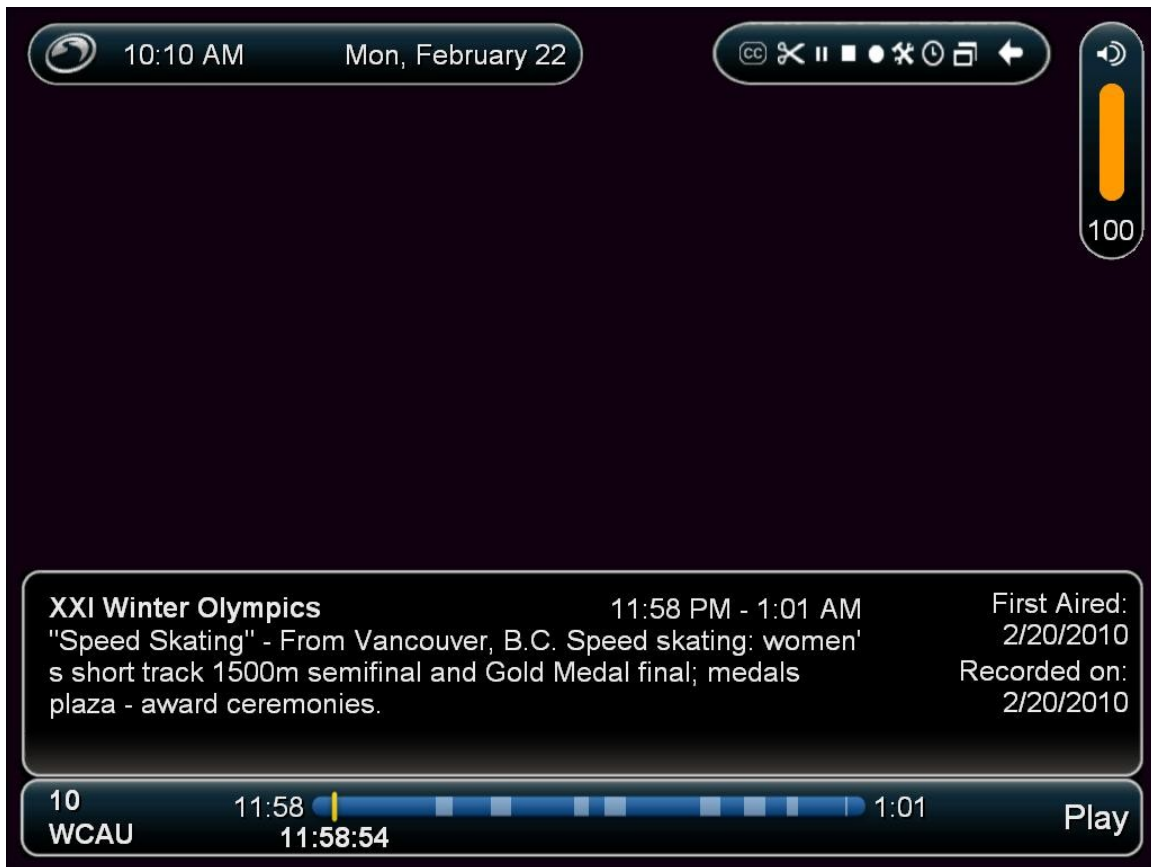 10:10 AM Mon, February 22
CC
100
XXI Winter Olympics 11:58 PM - 1:01 AM
"Speed Skating" - From Vancouver, B.C. Speed skating: women'
s short track 1500m semifinal and Gold Medal final; medals
plaza - award ceremonies.
First Aired:
2/20/2010
Recorded on:
2/20/2010
10
WCAU
11:58 1:01
11:58:54
Play